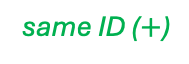 same ID (+)